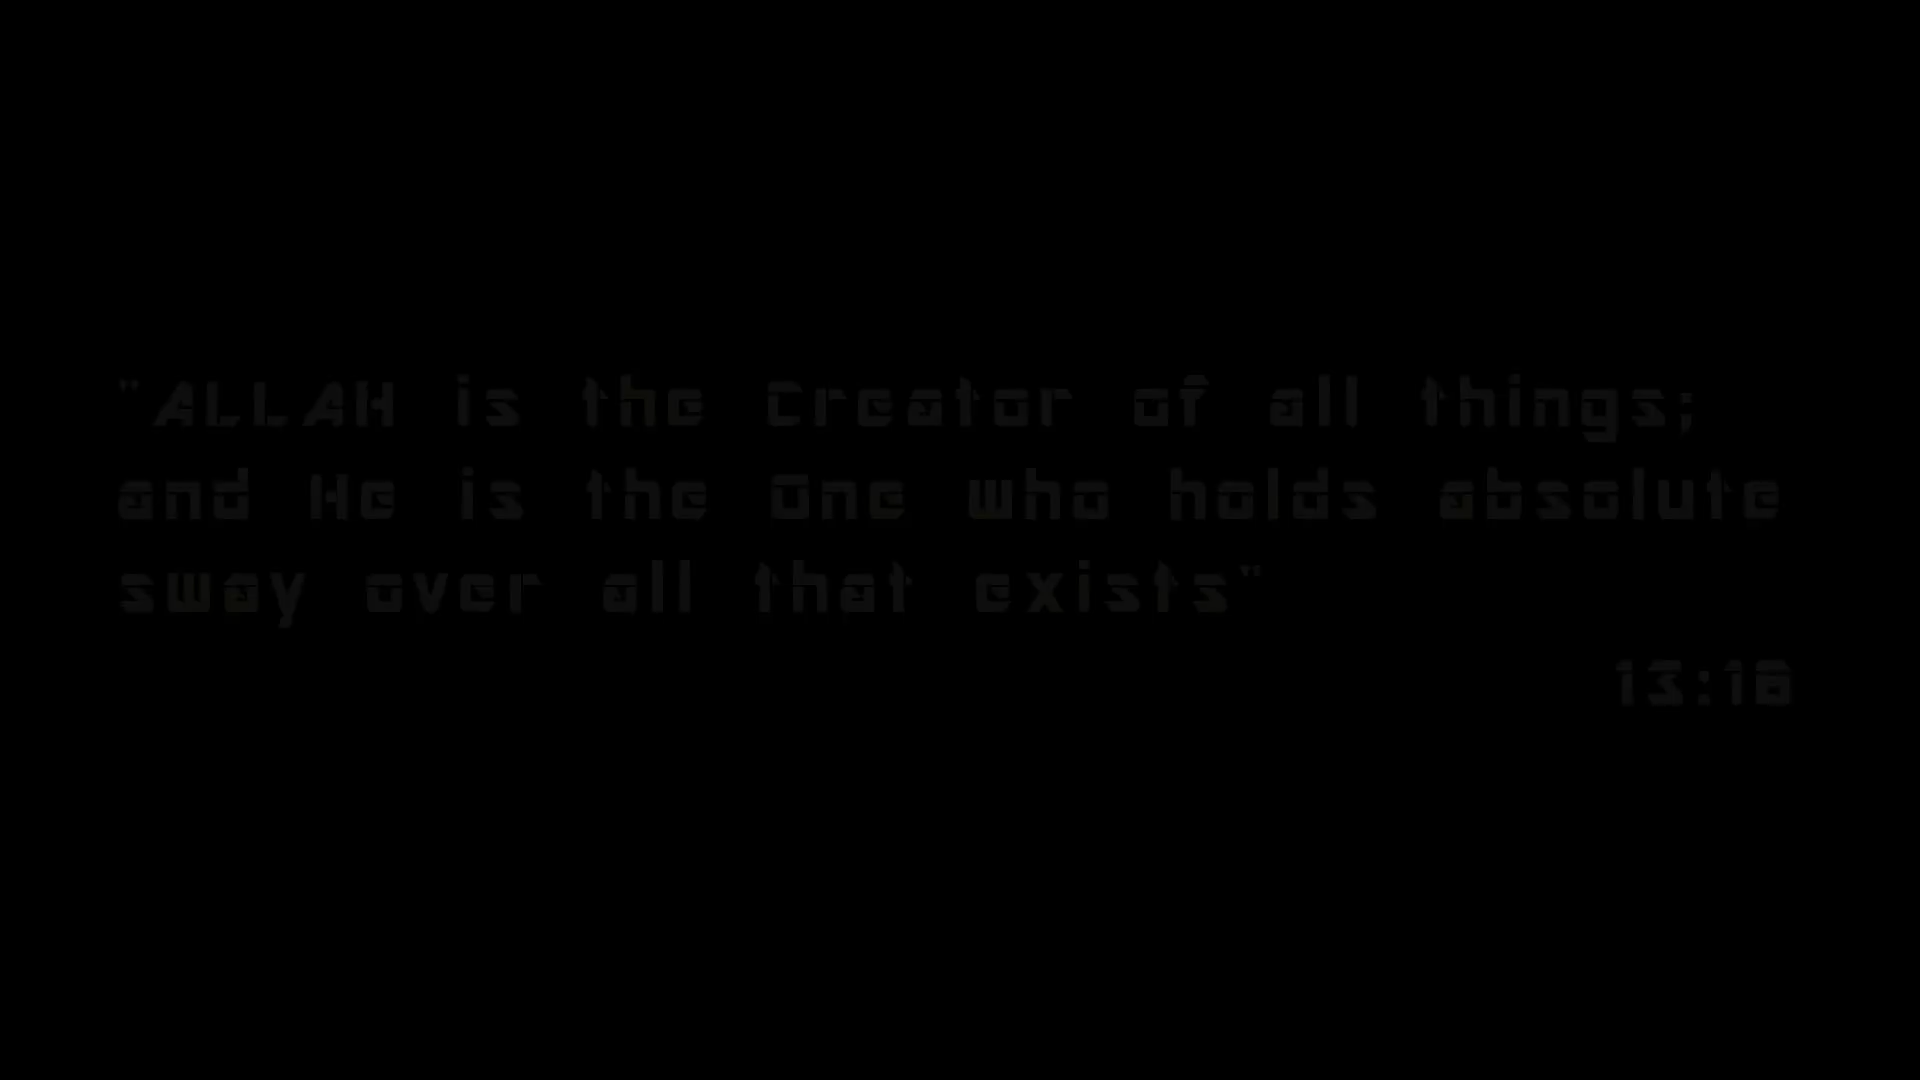 "ALLAH is the Creator of all things;
and He is the One who holds absolute
sway over all that exists"
13:16